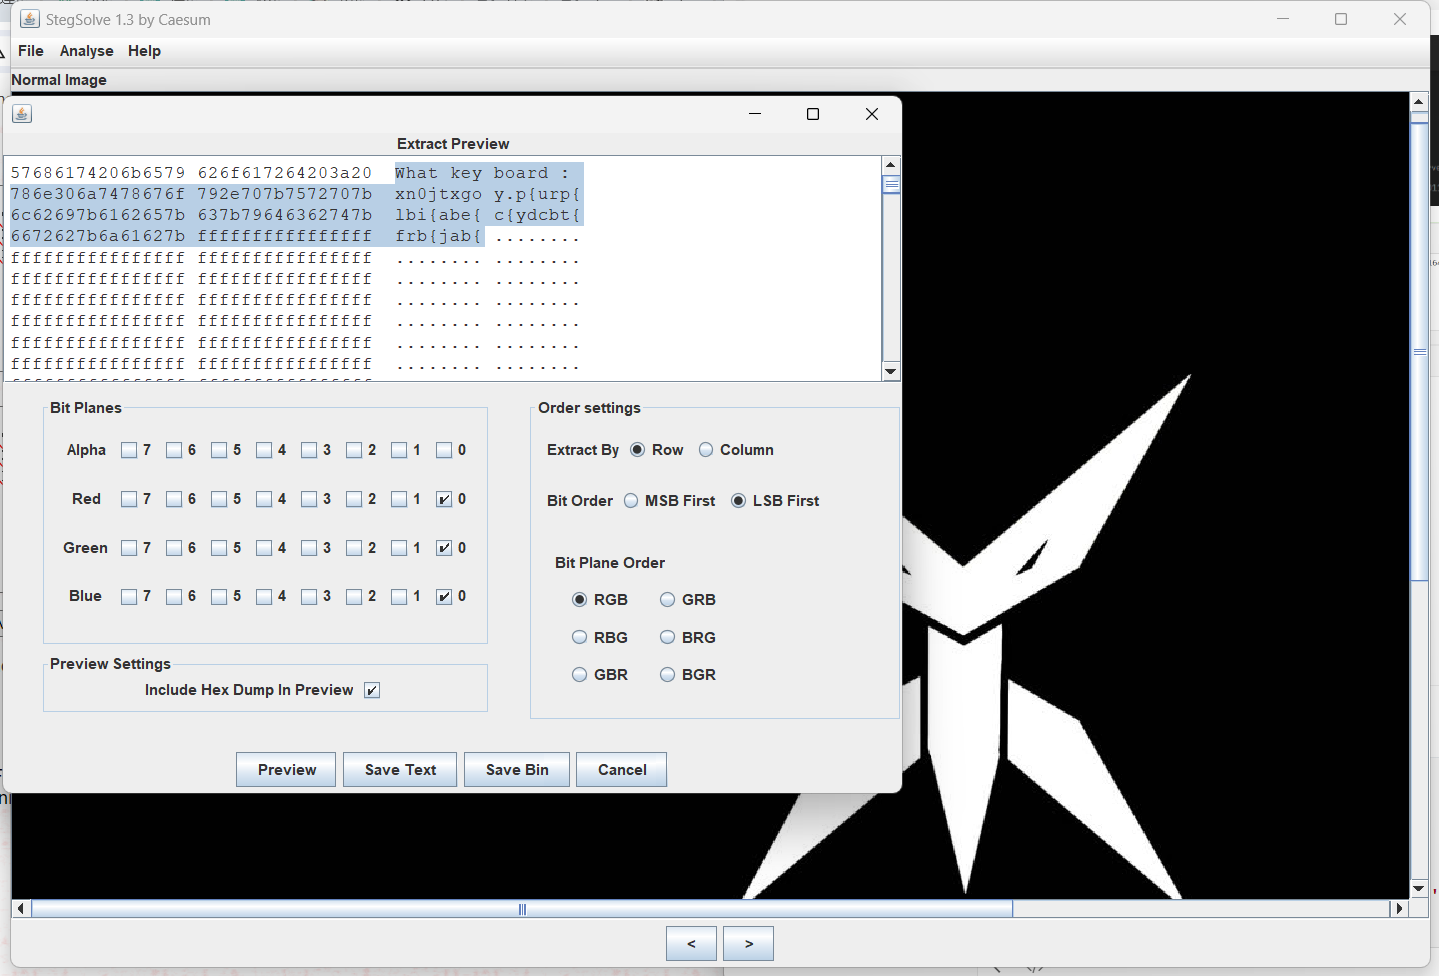 StegSolve 1.3 by Caesum
File Analyse Help
Normal Image
Extract Preview
57686174206b6579 626f617264203a20 What key board :
786e306a7478676f 792e707b7572707b xn0jtxgo y.p{urp{
6c62697b6162657b 637b79646362747b lbi{abe{ c{ydcbt{
6672627b6a61627b ffffffffffffffff frb{jab{ ........
ffffffffffffffff ffffffffffffffff ........ ........
ffffffffffffffff ffffffffffffffff ........ ........
ffffffffffffffff ffffffffffffffff ........ ........
ffffffffffffffff ffffffffffffffff ........ ........
ffffffffffffffff ffffffffffffffff ........ ........
ffffffffffffffff ffffffffffffffff ........ ........
Bit Planes
Alpha 7 6 5 4 3 2 1 0
Red 7 6 5 4 3 2 1 0
Green 7 6 5 4 3 2 1 0
Blue 7 6 5 4 3 2 1 0
Preview Settings
Include Hex Dump In Preview
Order settings
Extract By Row Column
Bit Order MSB First LSB First
Bit Plane Order
RGB GRB
RBG BRG
GBR BGR
Preview Save Text Save Bin Cancel
< >